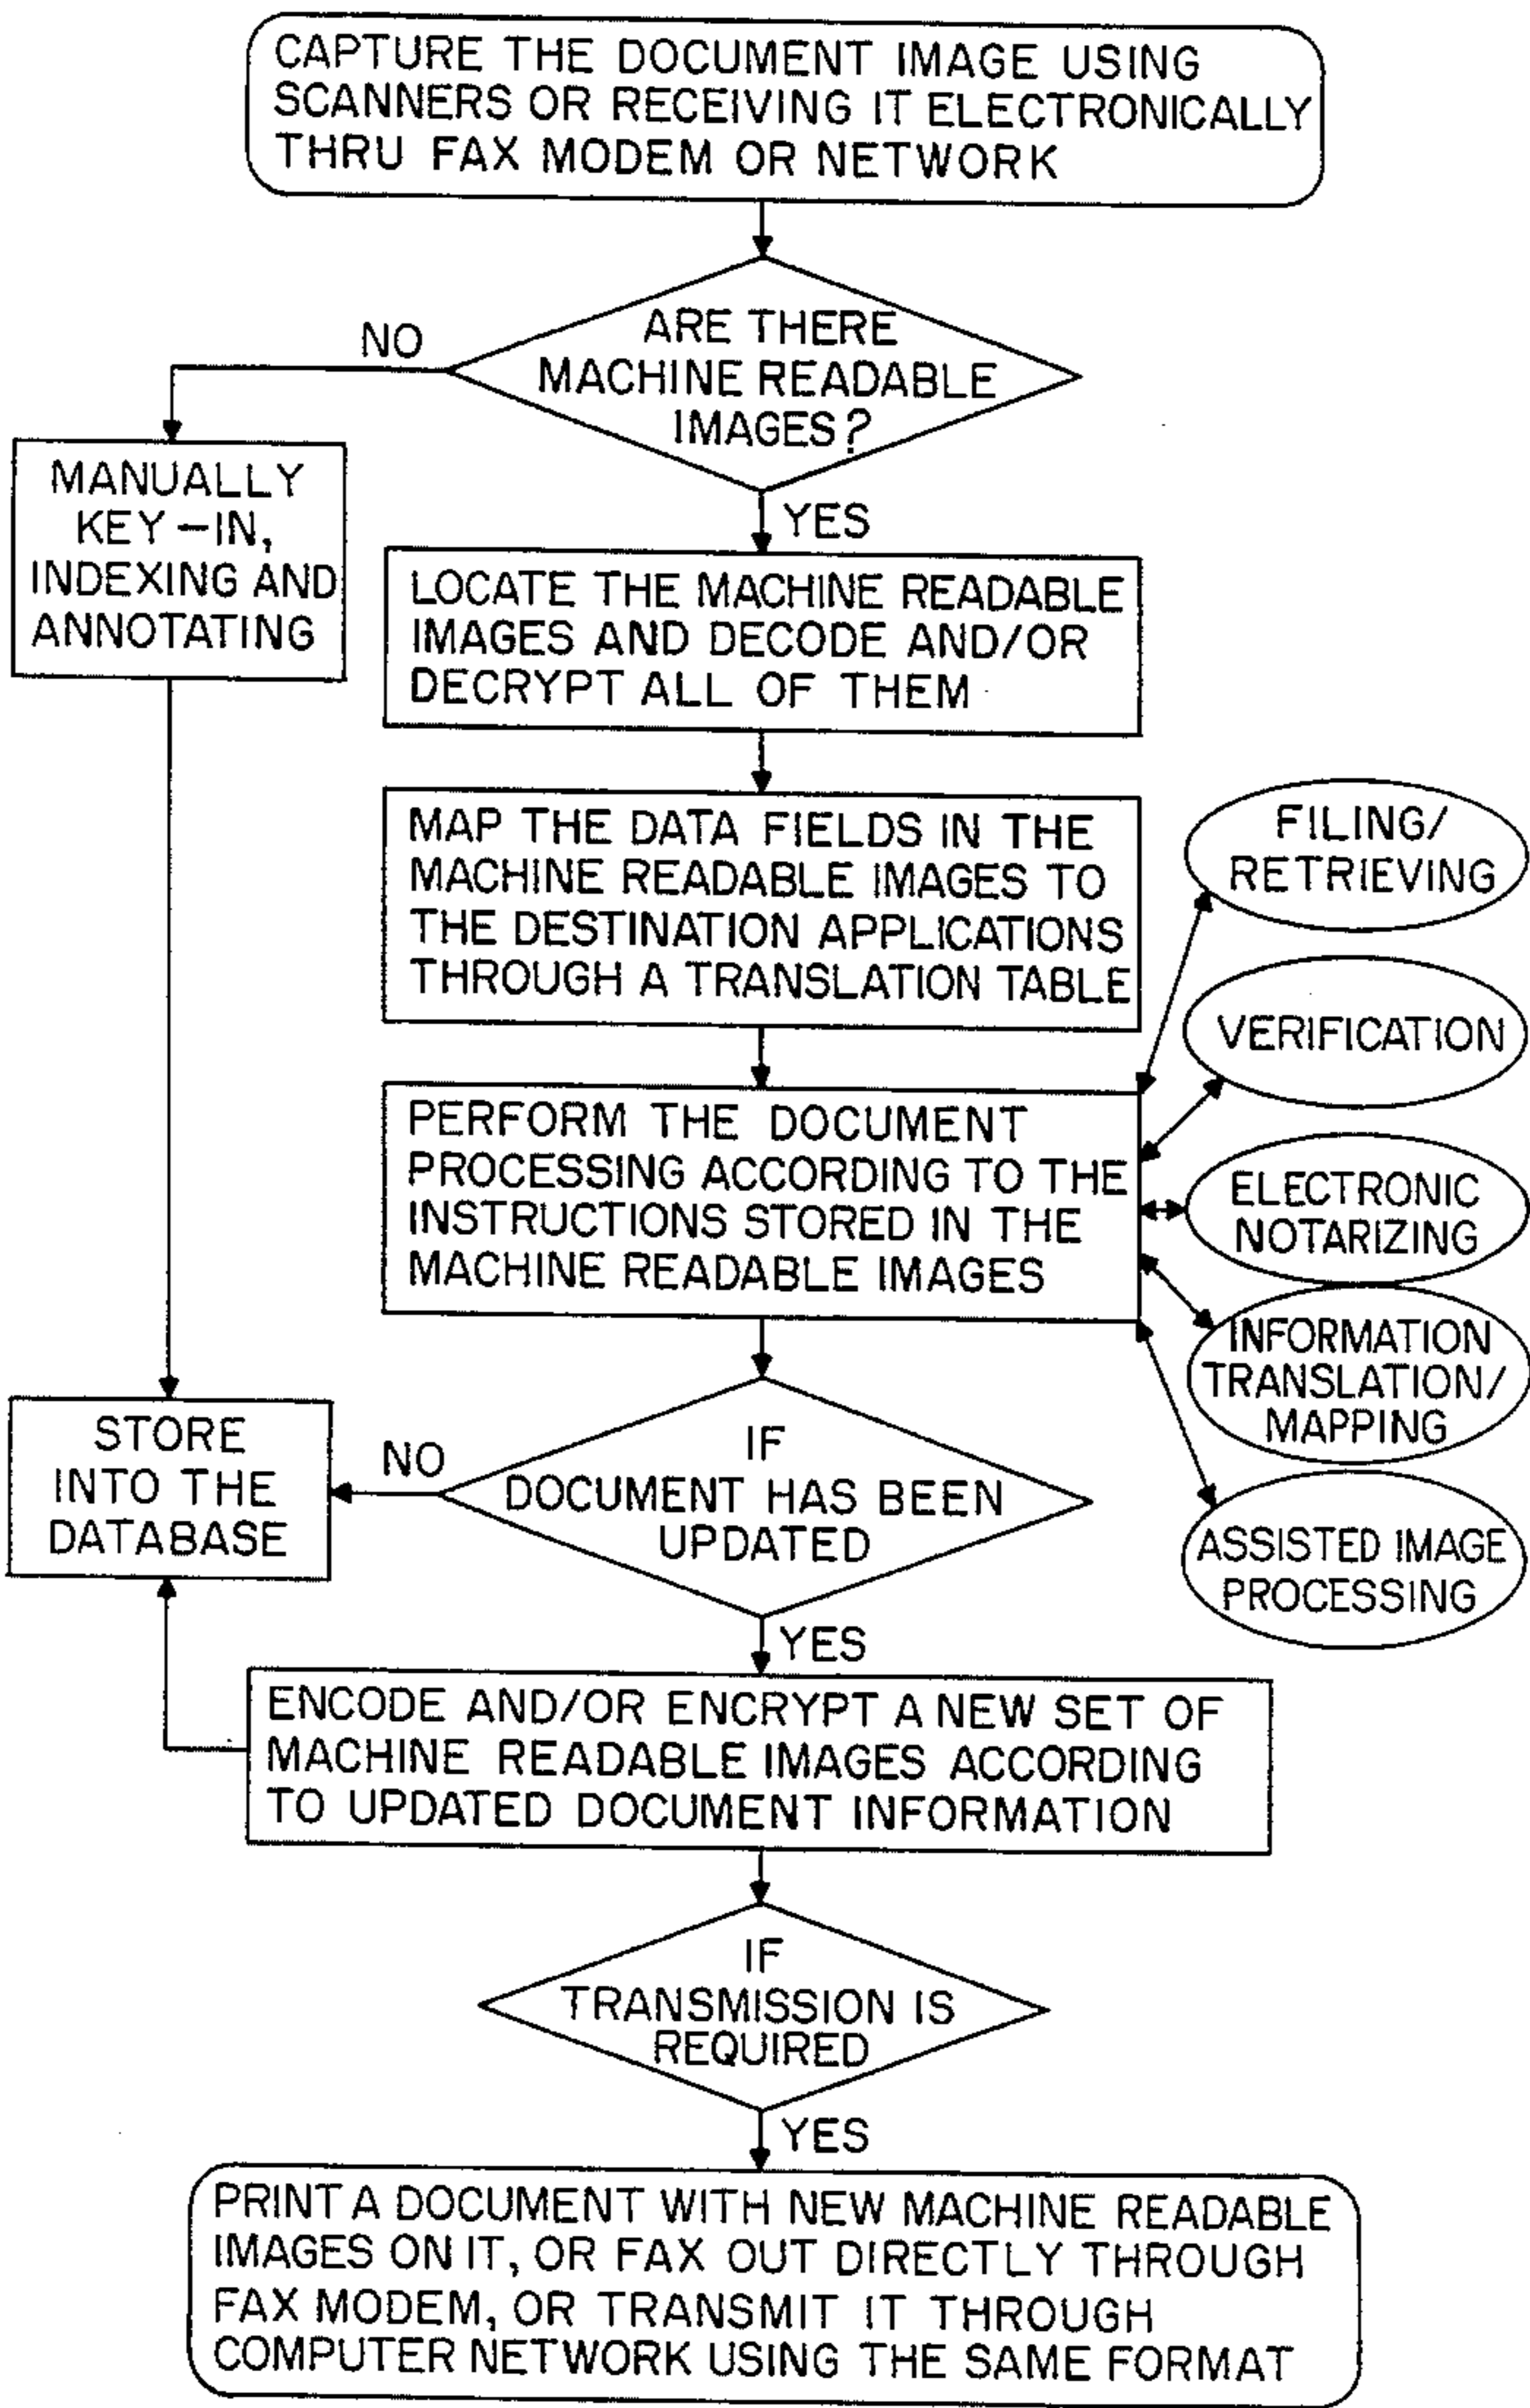 CAPTURE THE DOCUMENT IMAGE USING
SCANNERS OR RECEIVING IT ELECTRONICALLY
THRU FAX MODEM OR NETWORK
ARE THERE
MACHINE READABLE
IMAGES?
NO
YES
MANUALLY
KEY-IN,
INDEXING AND
ANNOTATING
LOCATE THE MACHINE READABLE
IMAGES AND DECODE AND/OR
DECRYPT ALL OF THEM
MAP THE DATA FIELDS IN THE
MACHINE READABLE IMAGES TO
THE DESTINATION APPLICATIONS
THROUGH A TRANSLATION TABLE
PERFORM THE DOCUMENT
PROCESSING ACCORDING TO THE
INSTRUCTIONS STORED IN THE
MACHINE READABLE IMAGES
FILING/
RETRIEVING
VERIFICATION
ELECTRONIC
NOTARIZING
INFORMATION
TRANSLATION/
MAPPING
ASSISTED IMAGE
PROCESSING
IF
DOCUMENT HAS BEEN
UPDATED
NO
STORE
INTO THE
DATABASE
YES
ENCODE AND/OR ENCRYPT A NEW SET OF
MACHINE READABLE IMAGES ACCORDING
TO UPDATED DOCUMENT INFORMATION
IF
TRANSMISSION IS
REQUIRED
YES
PRINT A DOCUMENT WITH NEW MACHINE READABLE
IMAGES ON IT, OR FAX OUT DIRECTLY THROUGH
FAX MODEM, OR TRANSMIT IT THROUGH
COMPUTER NETWORK USING THE SAME FORMAT